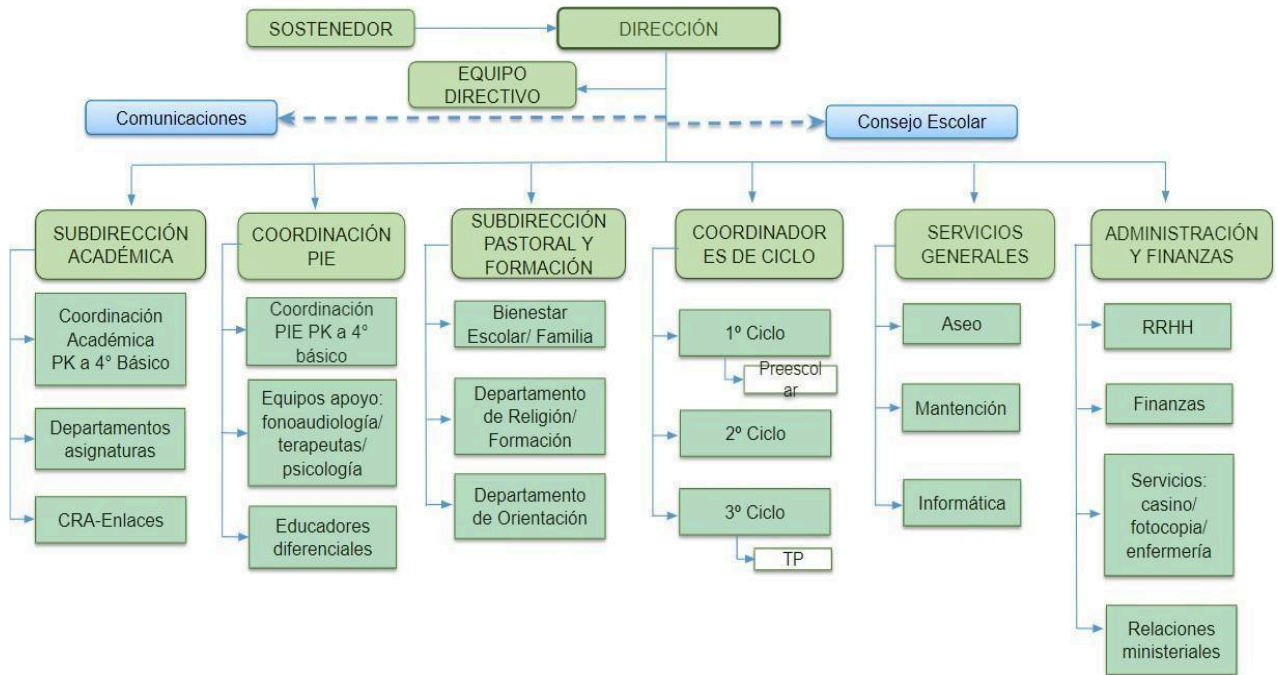 SOSTENEDOR
DIRECCIÓN
EQUIPO
DIRECTIVO
Comunicaciones
Consejo Escolar
SUBDIRECCIÓN
ACADÉMICA
COORDINACIÓN
PIE
SUBDIRECCIÓN
PASTORAL Y
FORMACIÓN
COORDINADOR
ES DE CICLO
SERVICIOS
GENERALES
ADMINISTRACIÓN
Y FINANZAS
Coordinación
Académica
PK a 4° Básico
Departamentos
asignaturas
CRA-Enlaces
Coordinación
PIE PK a 4°
básico
Equipos apoyo:
fonoaudiología/
terapeutas/
psicología
Educadores
diferenciales
Bienestar
Escolar/ Familia
Departamento
de Religión/
Formación
Departamento
de Orientación
1º Ciclo
Preescol
ar
2º Ciclo
3º Ciclo
TP
Aseo
Mantención
Informática
RRHH
Finanzas
Servicios:
casino/
fotocopia/
enfermería
Relaciones
ministeriales